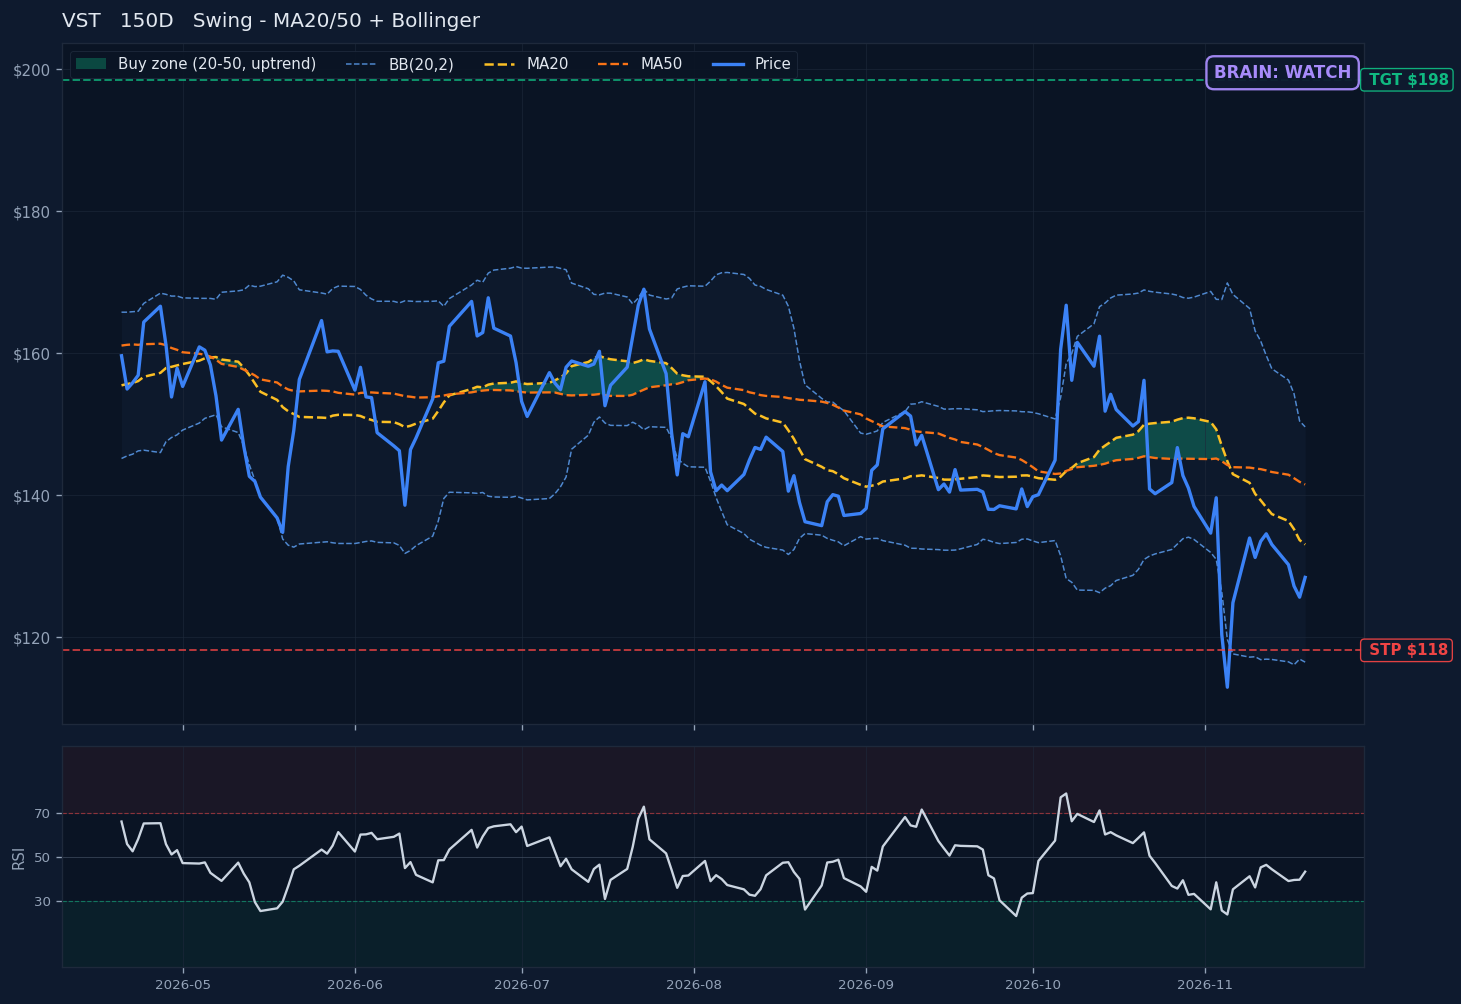 VST 150D Swing - MA20/50 + Bollinger
Buy zone (20-50, uptrend) BB(20,2) MA20 MA50 Price
BRAIN: WATCH
TGT $198
$200
$180
$160
$140
$120
STP $118
RSI
70
50
30
2026-05 2026-06 2026-07 2026-08 2026-09 2026-10 2026-11